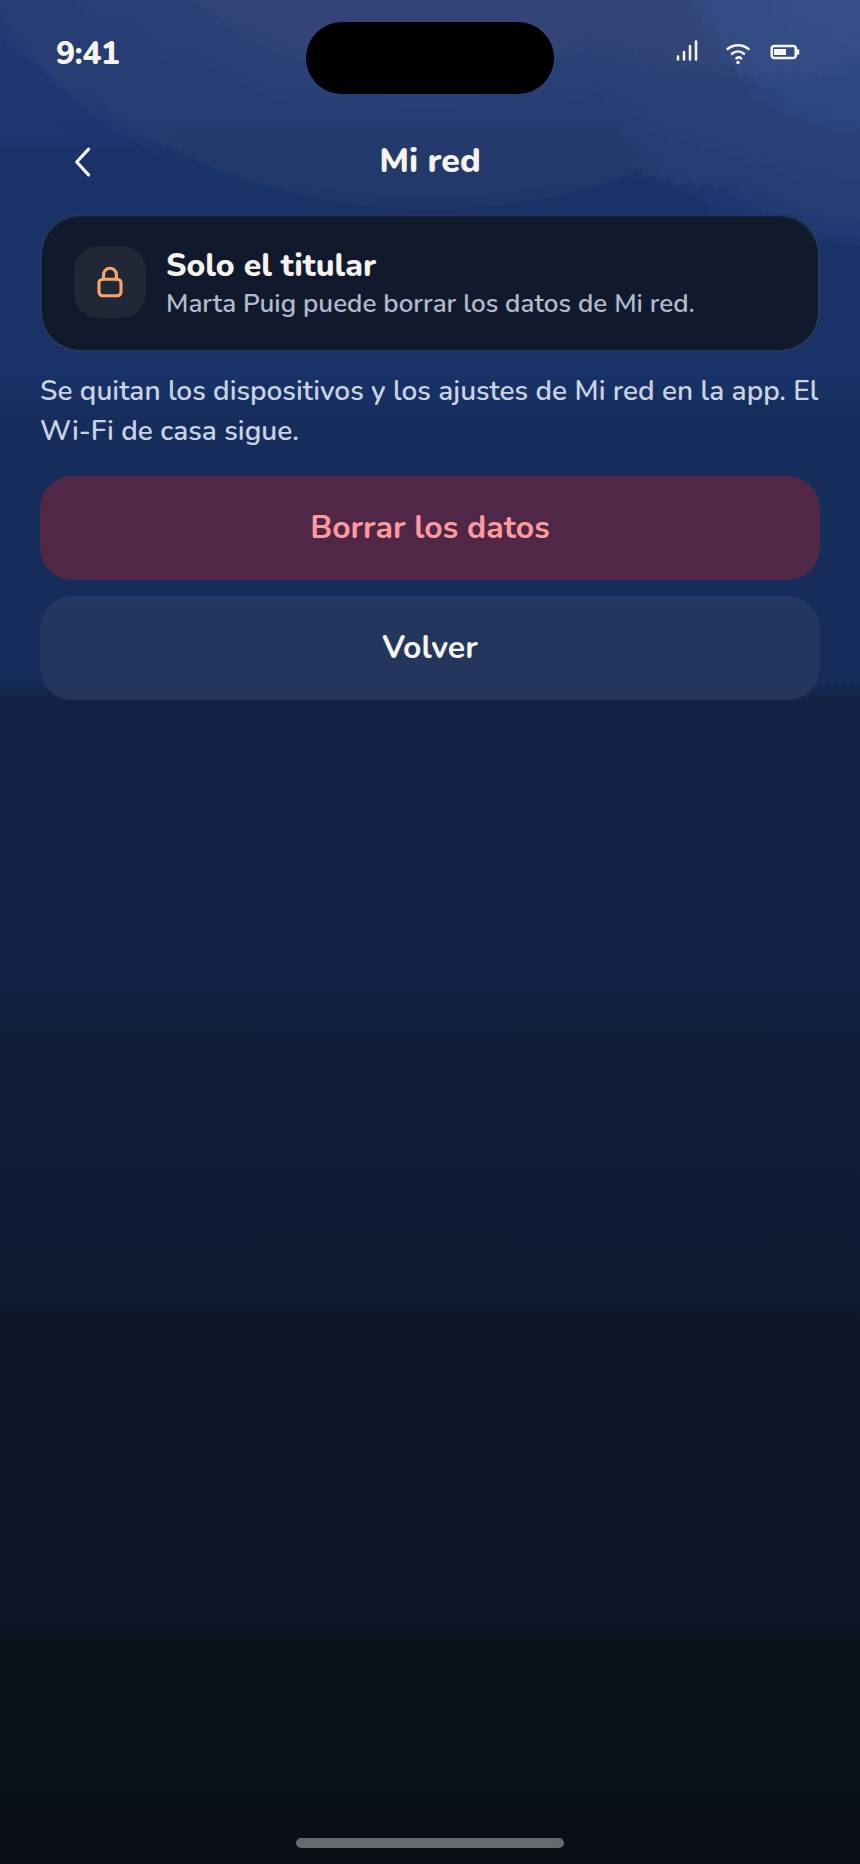 9:41
Mi red
Solo el titular
Marta Puig puede borrar los datos de Mi red.
Se quitan los dispositivos y los ajustes de Mi red en la app. El
Wi-Fi de casa sigue.
Borrar los datos
Volver